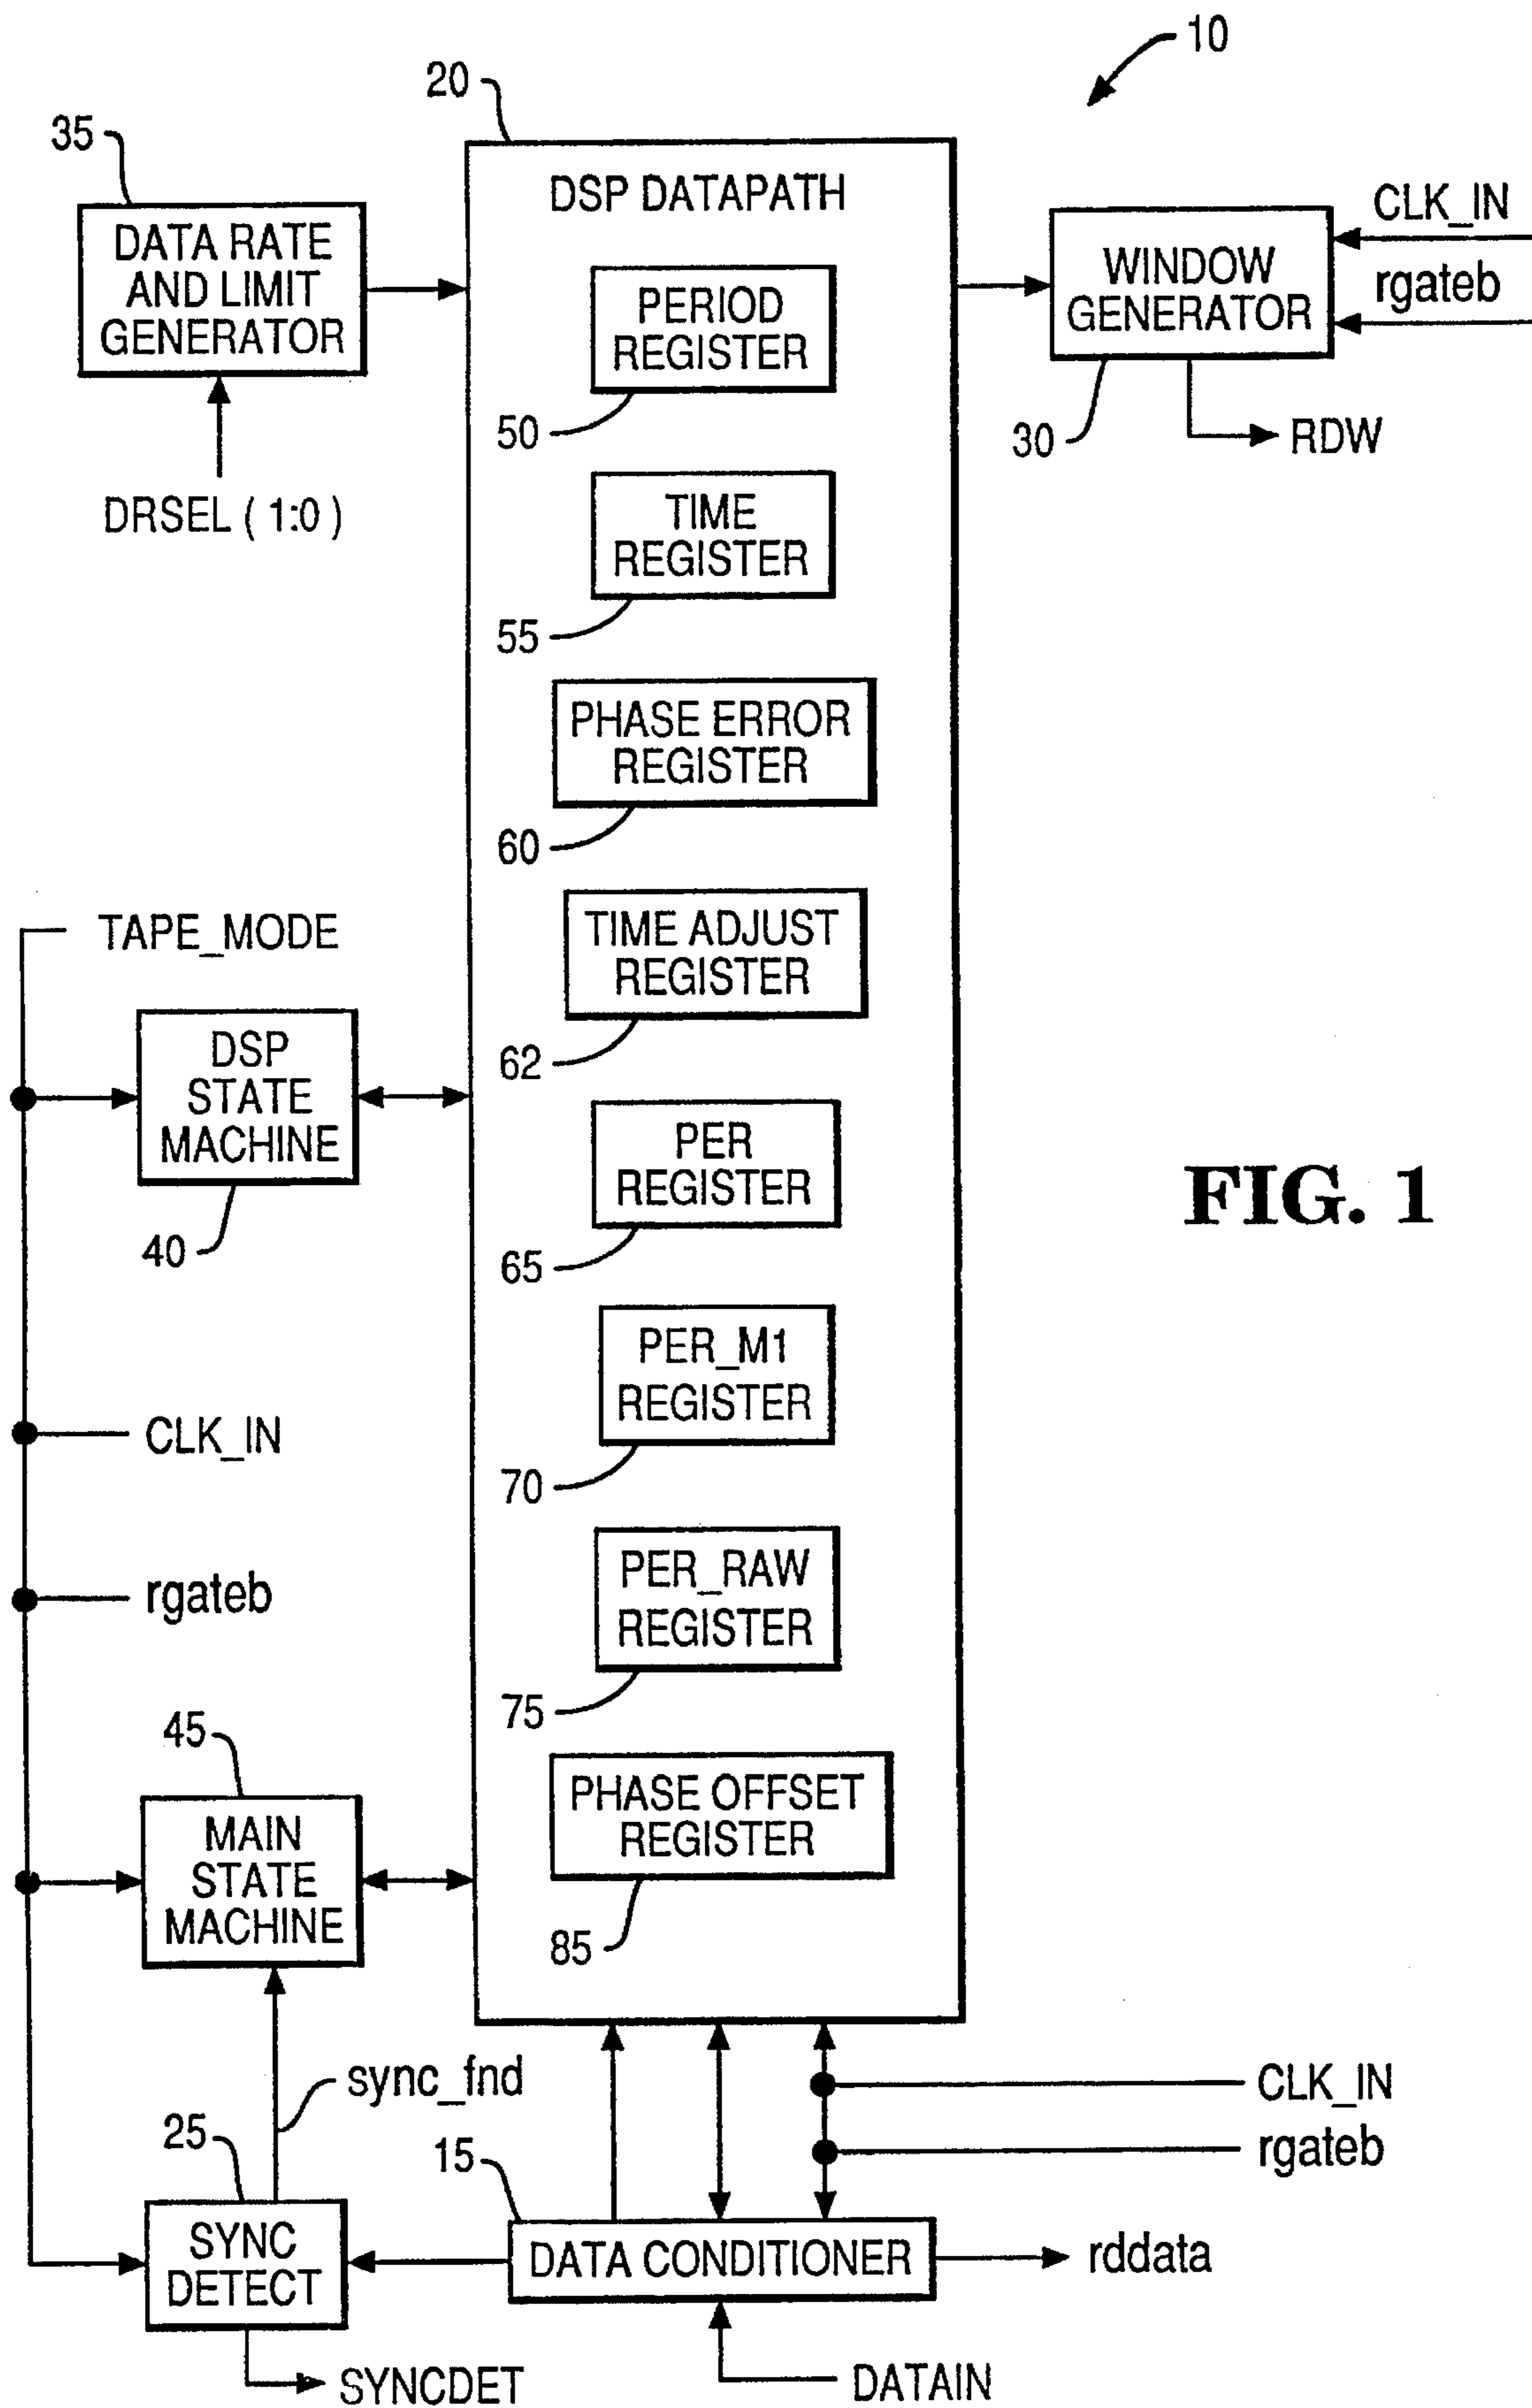 10
20
35
DSP DATAPATH
DATA RATE
AND LIMIT
GENERATOR
DRSEL ( 1:0 )
PERIOD
REGISTER
50
WINDOW
GENERATOR
30
CLK_IN
rgateb
RDW
TIME
REGISTER
55
PHASE ERROR
REGISTER
60
TAPE_MODE
TIME ADJUST
REGISTER
62
DSP
STATE
MACHINE
40
PER
REGISTER
65
FIG. 1
PER_M1
REGISTER
70
CLK_IN
rgateb
PER_RAW
REGISTER
75
45
MAIN
STATE
MACHINE
PHASE OFFSET
REGISTER
85
sync_fnd
CLK_IN
rgateb
25
SYNC
DETECT
15
DATA CONDITIONER
rddata
SYNCDET
DATAIN